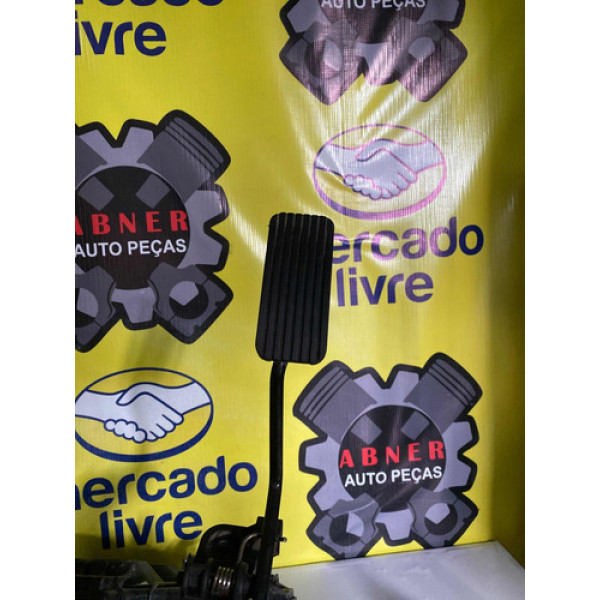 livre
AUTO PEÇAS
ABNER
AUTO PEÇAS
ercado
livre
ercado
livre
ABNER
AUTO PEÇAS